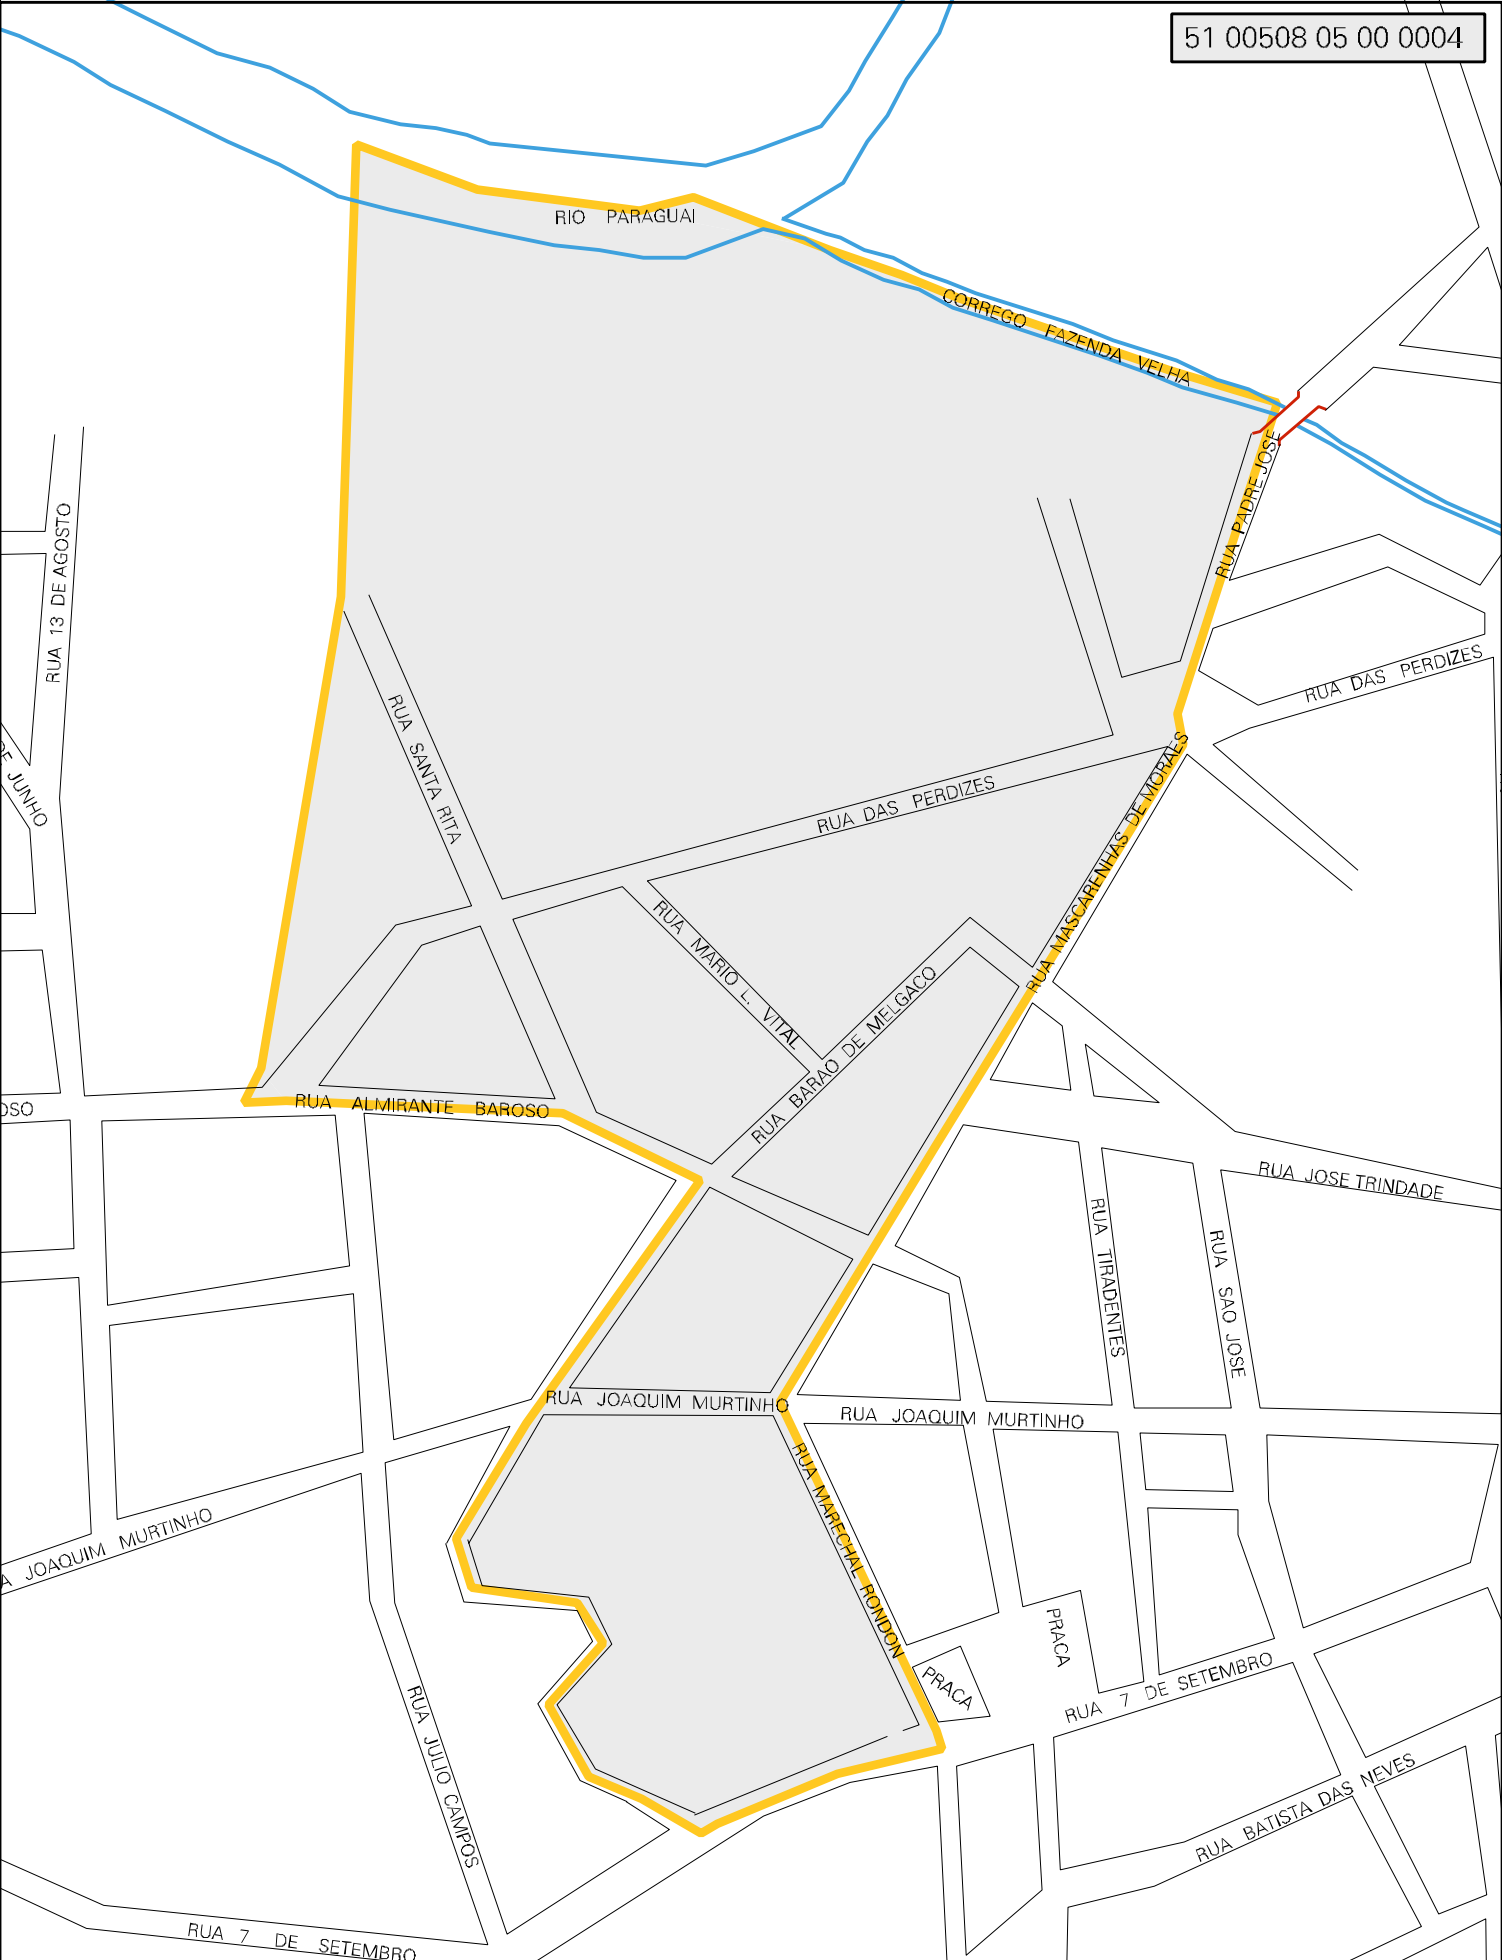 51 00508 05 00 0004
RIO PARAGUAI
CORREGO FAZENDA VELHA
RUA PADRE JOSE
RUA 13 DE AGOSTO
RUA DAS PERDIZES
RUA SANTA RITA
DE JUNHO
RUA DAS PERDIZES
RUA MASCARENHAS DE MORAES
RUA MARIO L. VITAL
RUA BARAO DE MELGACO
OSO
RUA ALMIRANTE BAROSO
RUA JOSE TRINDADE
RUA TIRADENTES
RUA SAO JOSE
RUA JOAQUIM MURTINHO
RUA JOAQUIM MURTINHO
RUA MARECHAL RONDON
A JOAQUIM MURTINHO
PRACA
PRACA
RUA 7 DE SETEMBRO
RUA JULIO CAMPOS
RUA BATISTA DAS NEVES
RUA 7 DE SETEMBRO